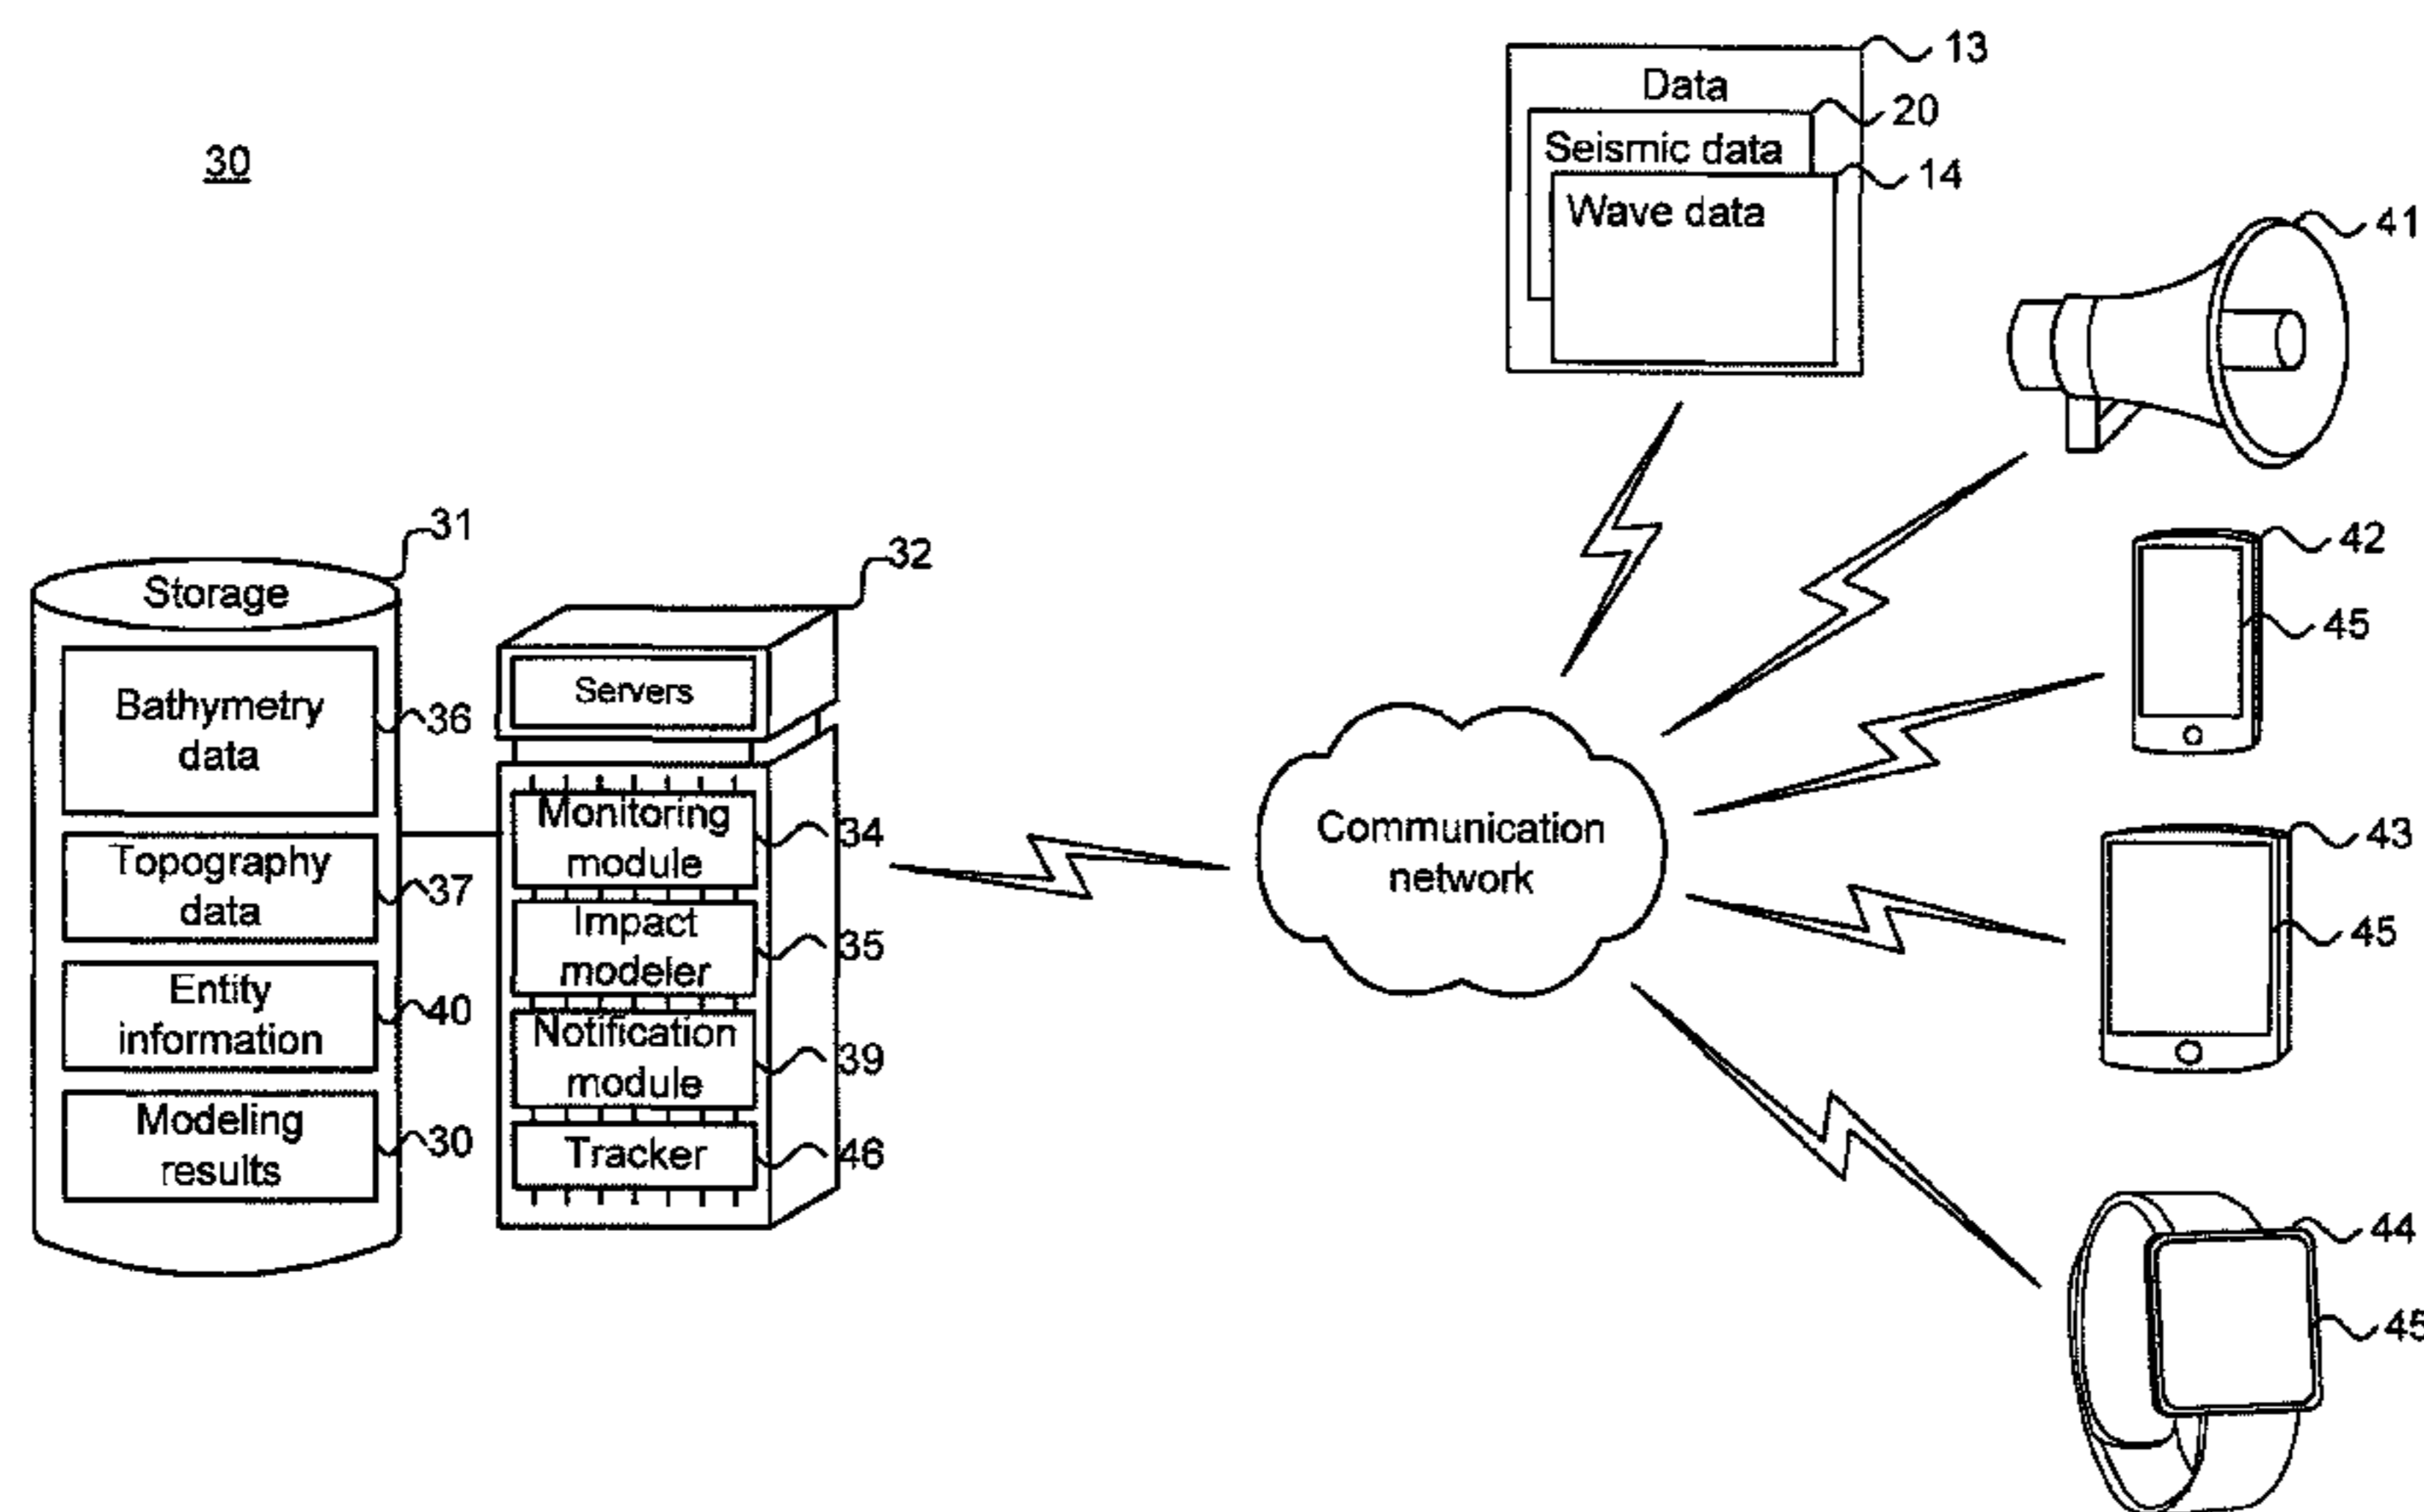 30
13
Data
20
Seismic data
14
Wave data
41
42
45
43
45
44
45
31
Storage
Bathymetry
data
36
Topography
data
37
Entity
information
40
Modeling
results
30
32
Servers
Monitoring
module
34
Impact
modeler
35
Notification
module
39
Tracker
46
Communication
network